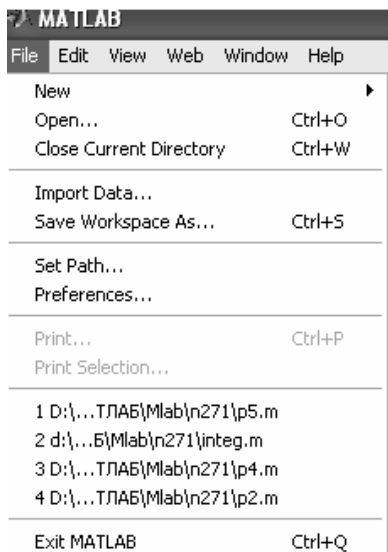 MATLAB
File Edit View Web Window Help
New
Open... Ctrl+O
Close Current Directory Ctrl+W
Import Data...
Save Workspace As... Ctrl+S
Set Path...
Preferences...
Print... Ctrl+P
Print Selection...
1 D:\...ТЛАБ\Mlab\n271\p5.m
2 d:\...Б\Mlab\n271\integ.m
3 D:\...ТЛАБ\Mlab\n271\p4.m
4 D:\...ТЛАБ\Mlab\n271\p2.m
Exit MATLAB Ctrl+Q